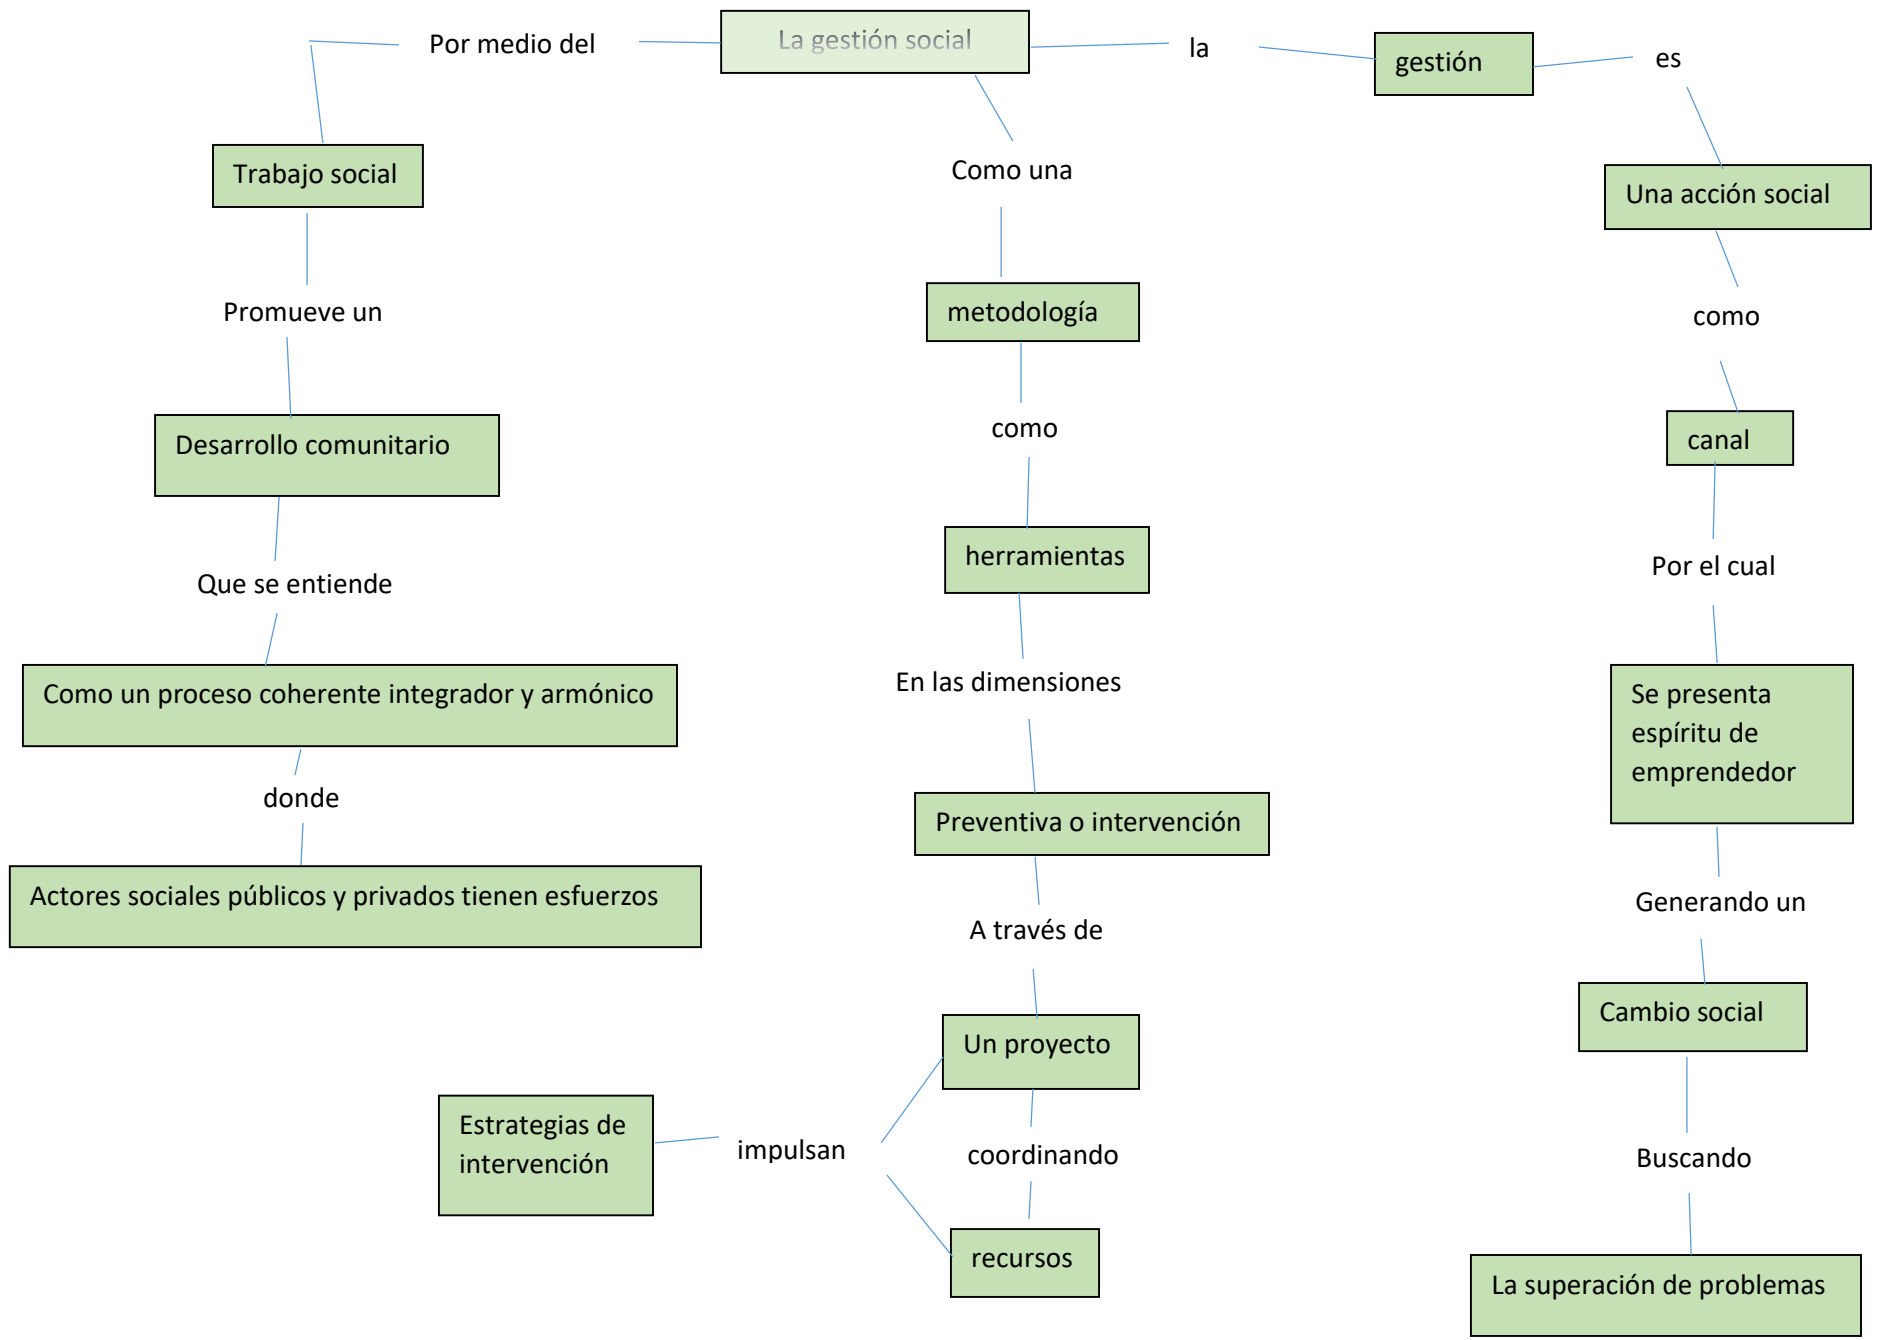 La gestión social
Por medio del
Trabajo social
Promueve un
Desarrollo comunitario
Que se entiende
Como un proceso coherente integrador y armónico
donde
Actores sociales públicos y privados tienen esfuerzos
Como una
metodología
como
herramientas
En las dimensiones
Preventiva o intervención
A través de
Un proyecto
coordinando
recursos
impulsan
Estrategias de
intervención
la
gestión
es
Una acción social
como
canal
Por el cual
Se presenta
espíritu de
emprendedor
Generando un
Cambio social
Buscando
La superación de problemas